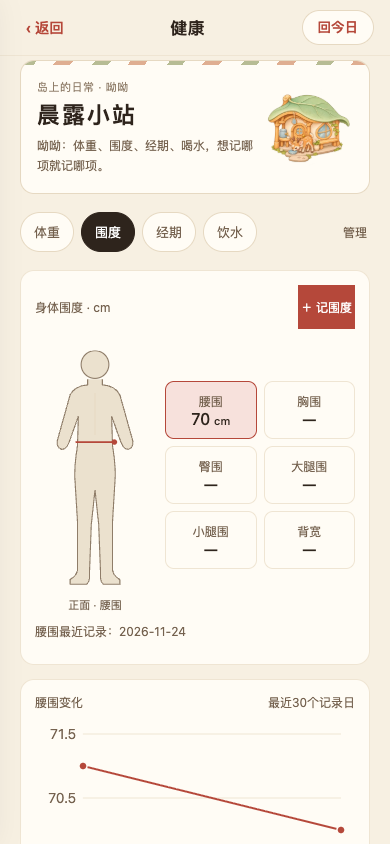 ‹ 返回
健康
回今日
岛上的日常 · 呦呦
晨露小站
呦呦：体重、围度、经期、喝水，想记哪
项就记哪项。
体重
围度
经期
饮水
管理
身体围度 · cm
+ 记围度
腰围
70 cm
胸围
—
臀围
—
大腿围
—
小腿围
—
背宽
—
正面 · 腰围
腰围最近记录：2026-11-24
腰围变化
最近30个记录日
71.5
70.5